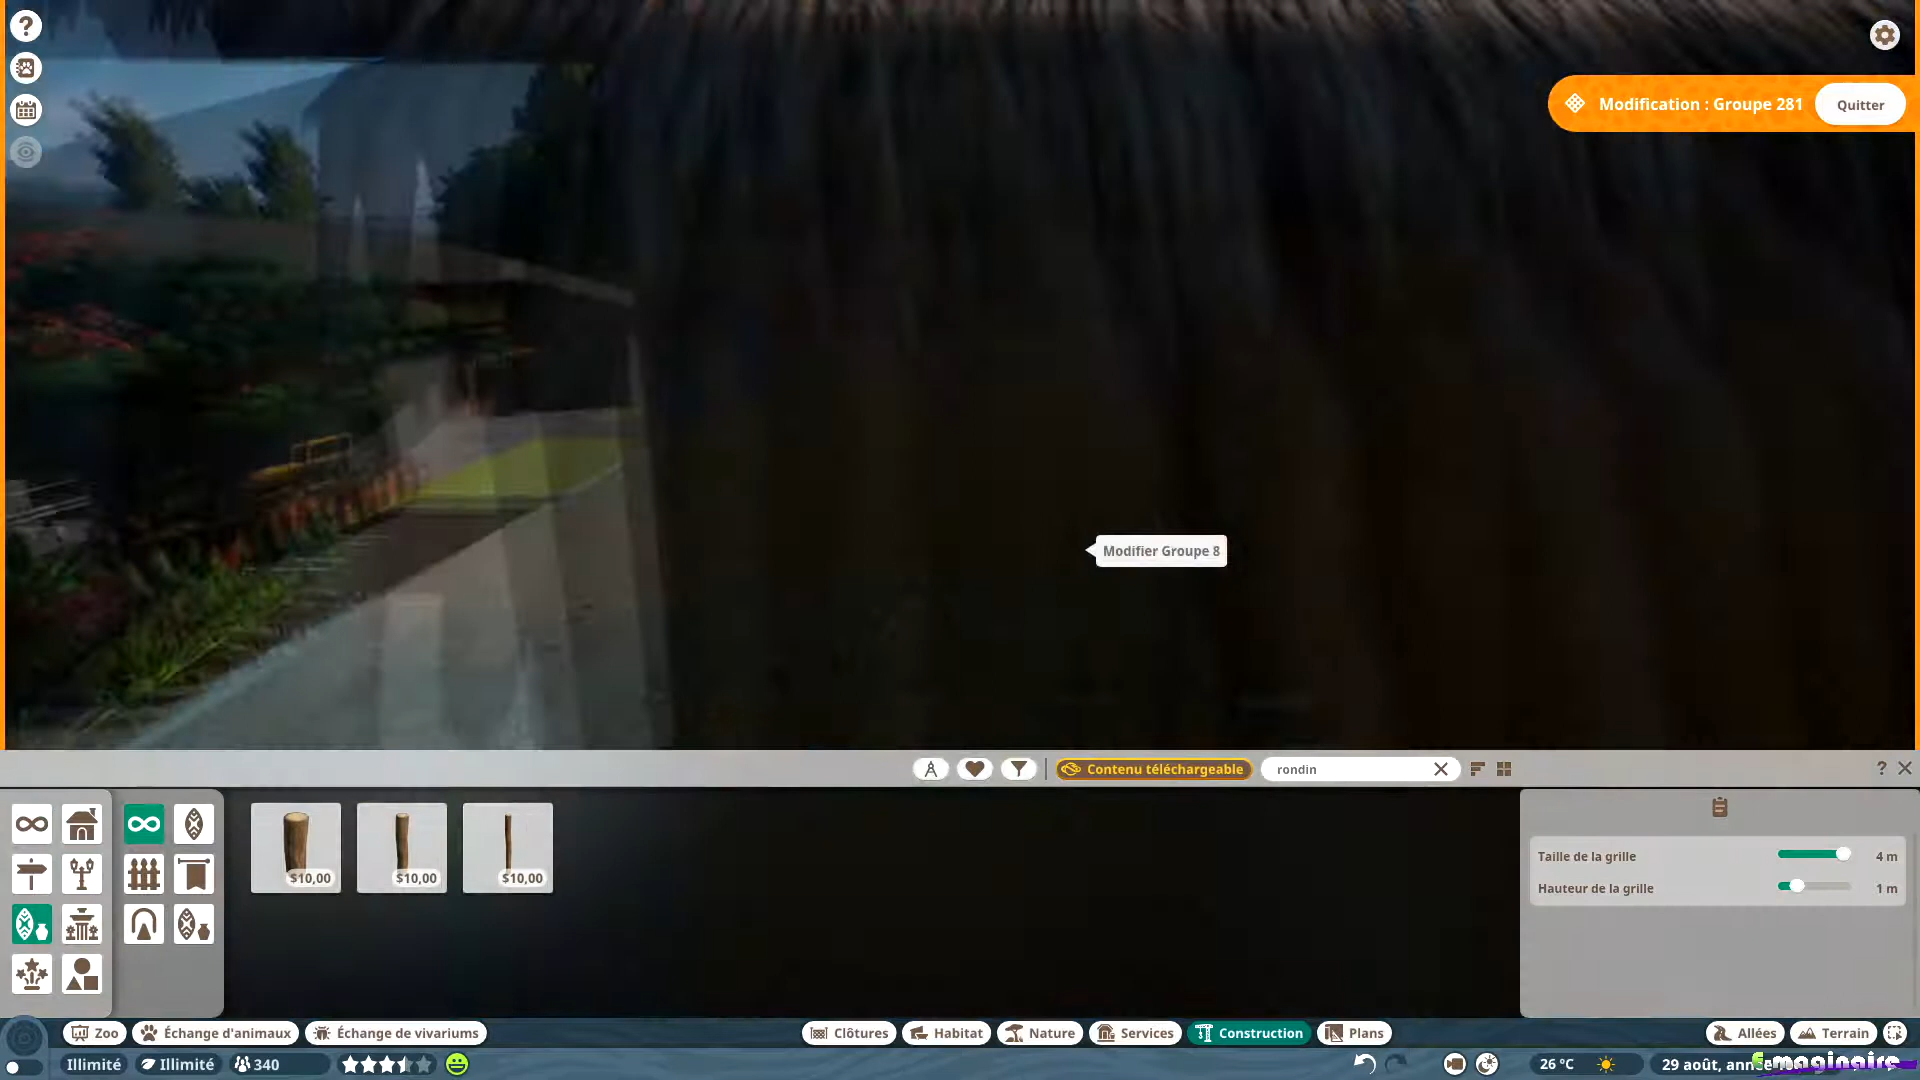 ?
Modification : Groupe 281
Quitter
Modifier Groupe 8
Contenu téléchargeable
rondin
?
$10,00
$10,00
$10,00
Taille de la grille
4 m
Hauteur de la grille
1 m
Zoo
Échange d'animaux
Échange de vivariums
Clôtures
Habitat
Nature
Services
Construction
Plans
Allées
Terrain
Illimité
Illimité
340
26 °C
29 août,
Emaginaire